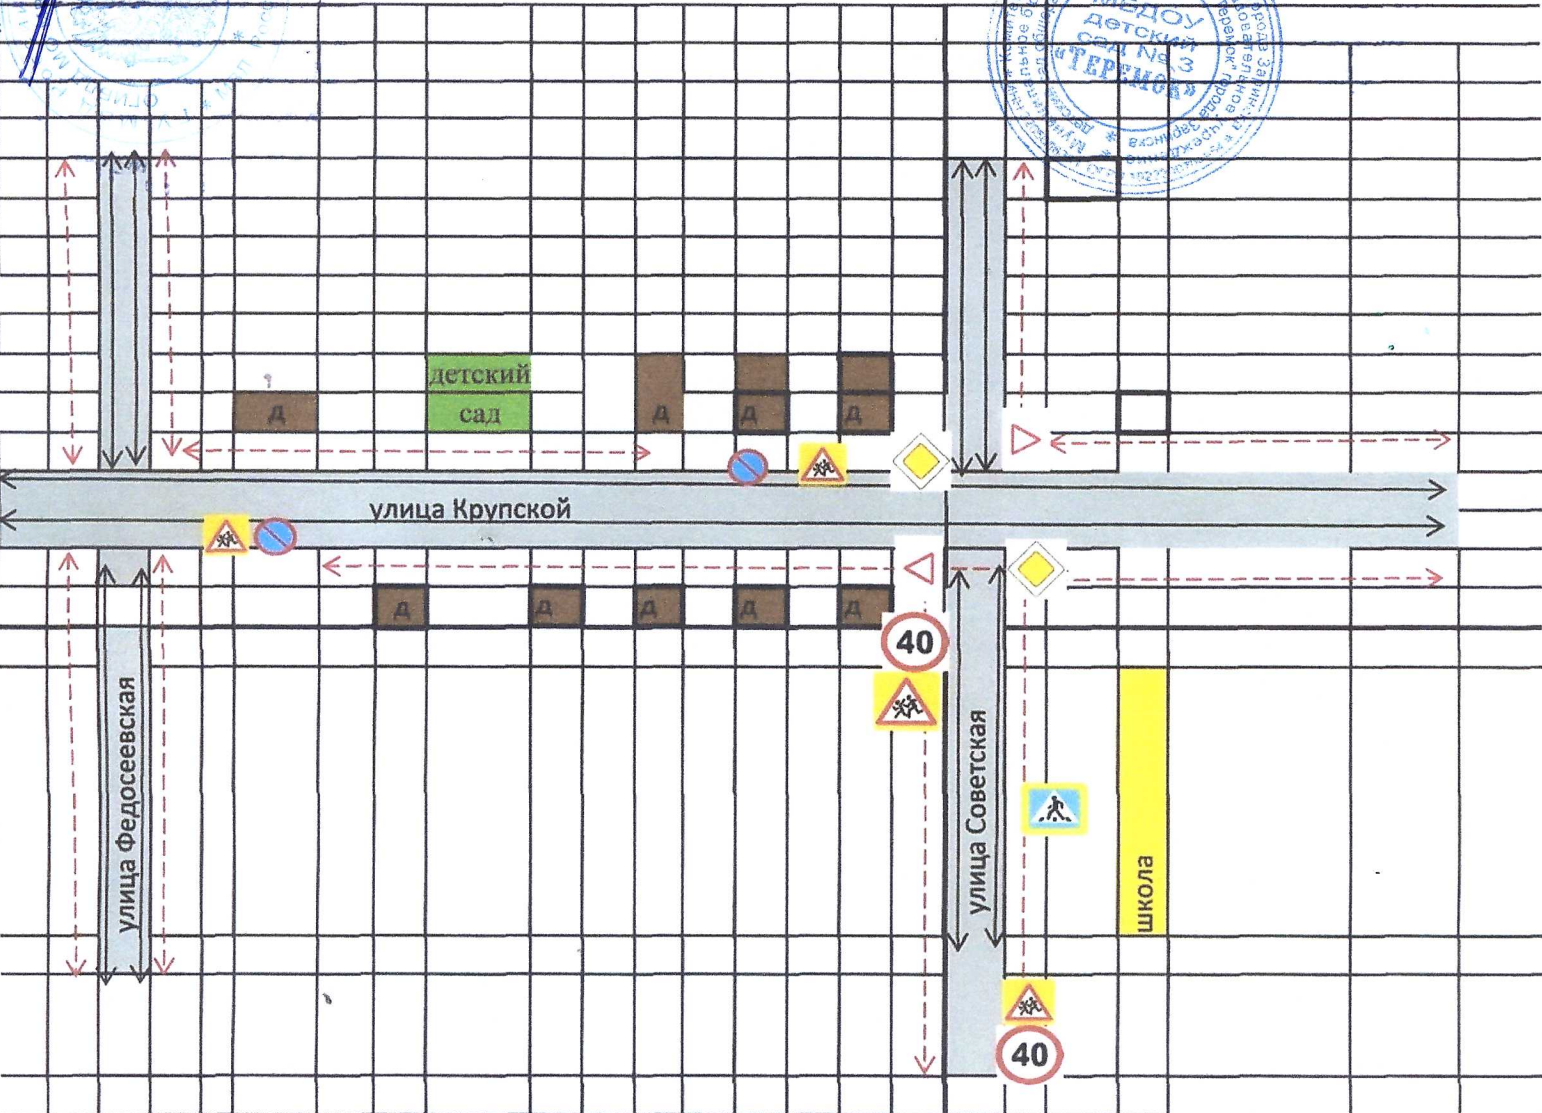 МБДОУ
детский
сад № 3
«ТЕРЕМОК»
детский
сад
д
д
д
д
улица Крупской
д
д
д
д
д
40
улица Федосеевская
улица Советская
школа
40